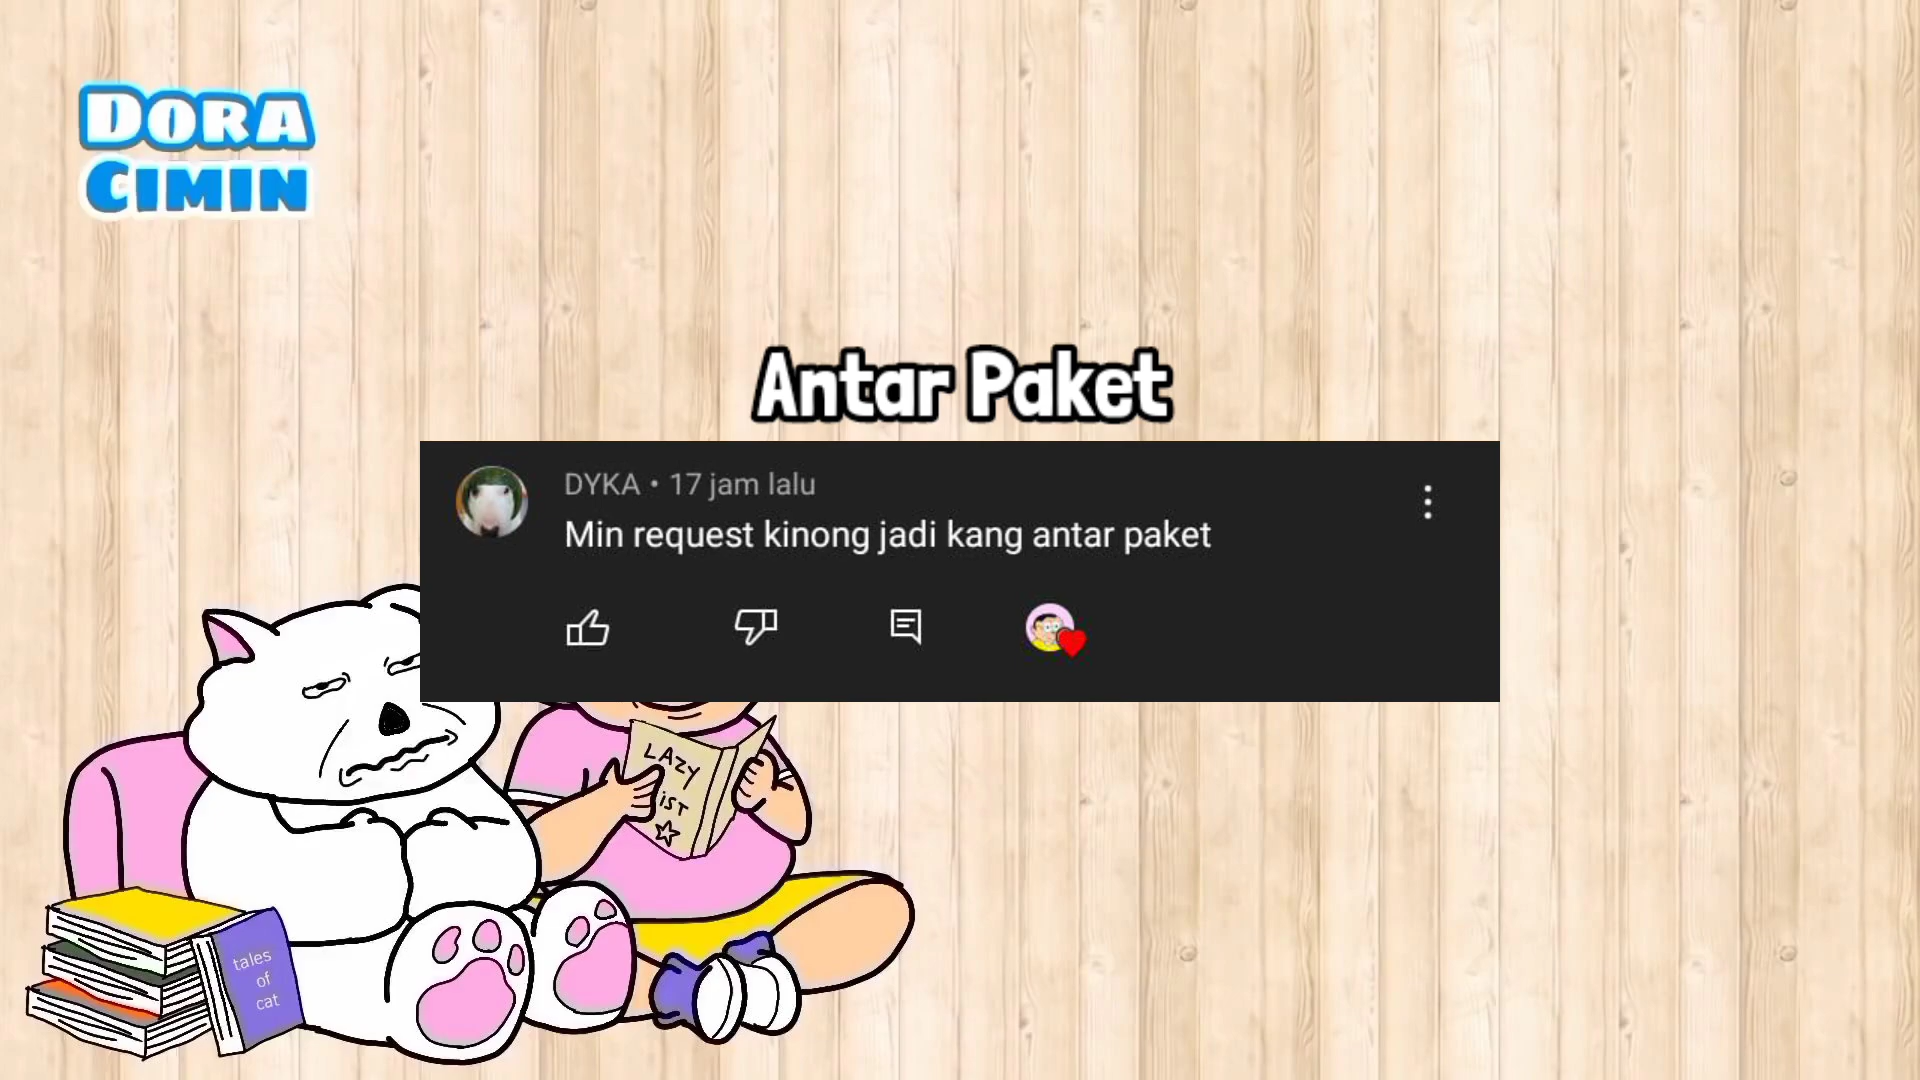 DORA
CIMIN
Antar Paket
DYKA • 17 jam lalu
Min request kinong jadi kang antar paket
LAZY
iST
tales
of
cat